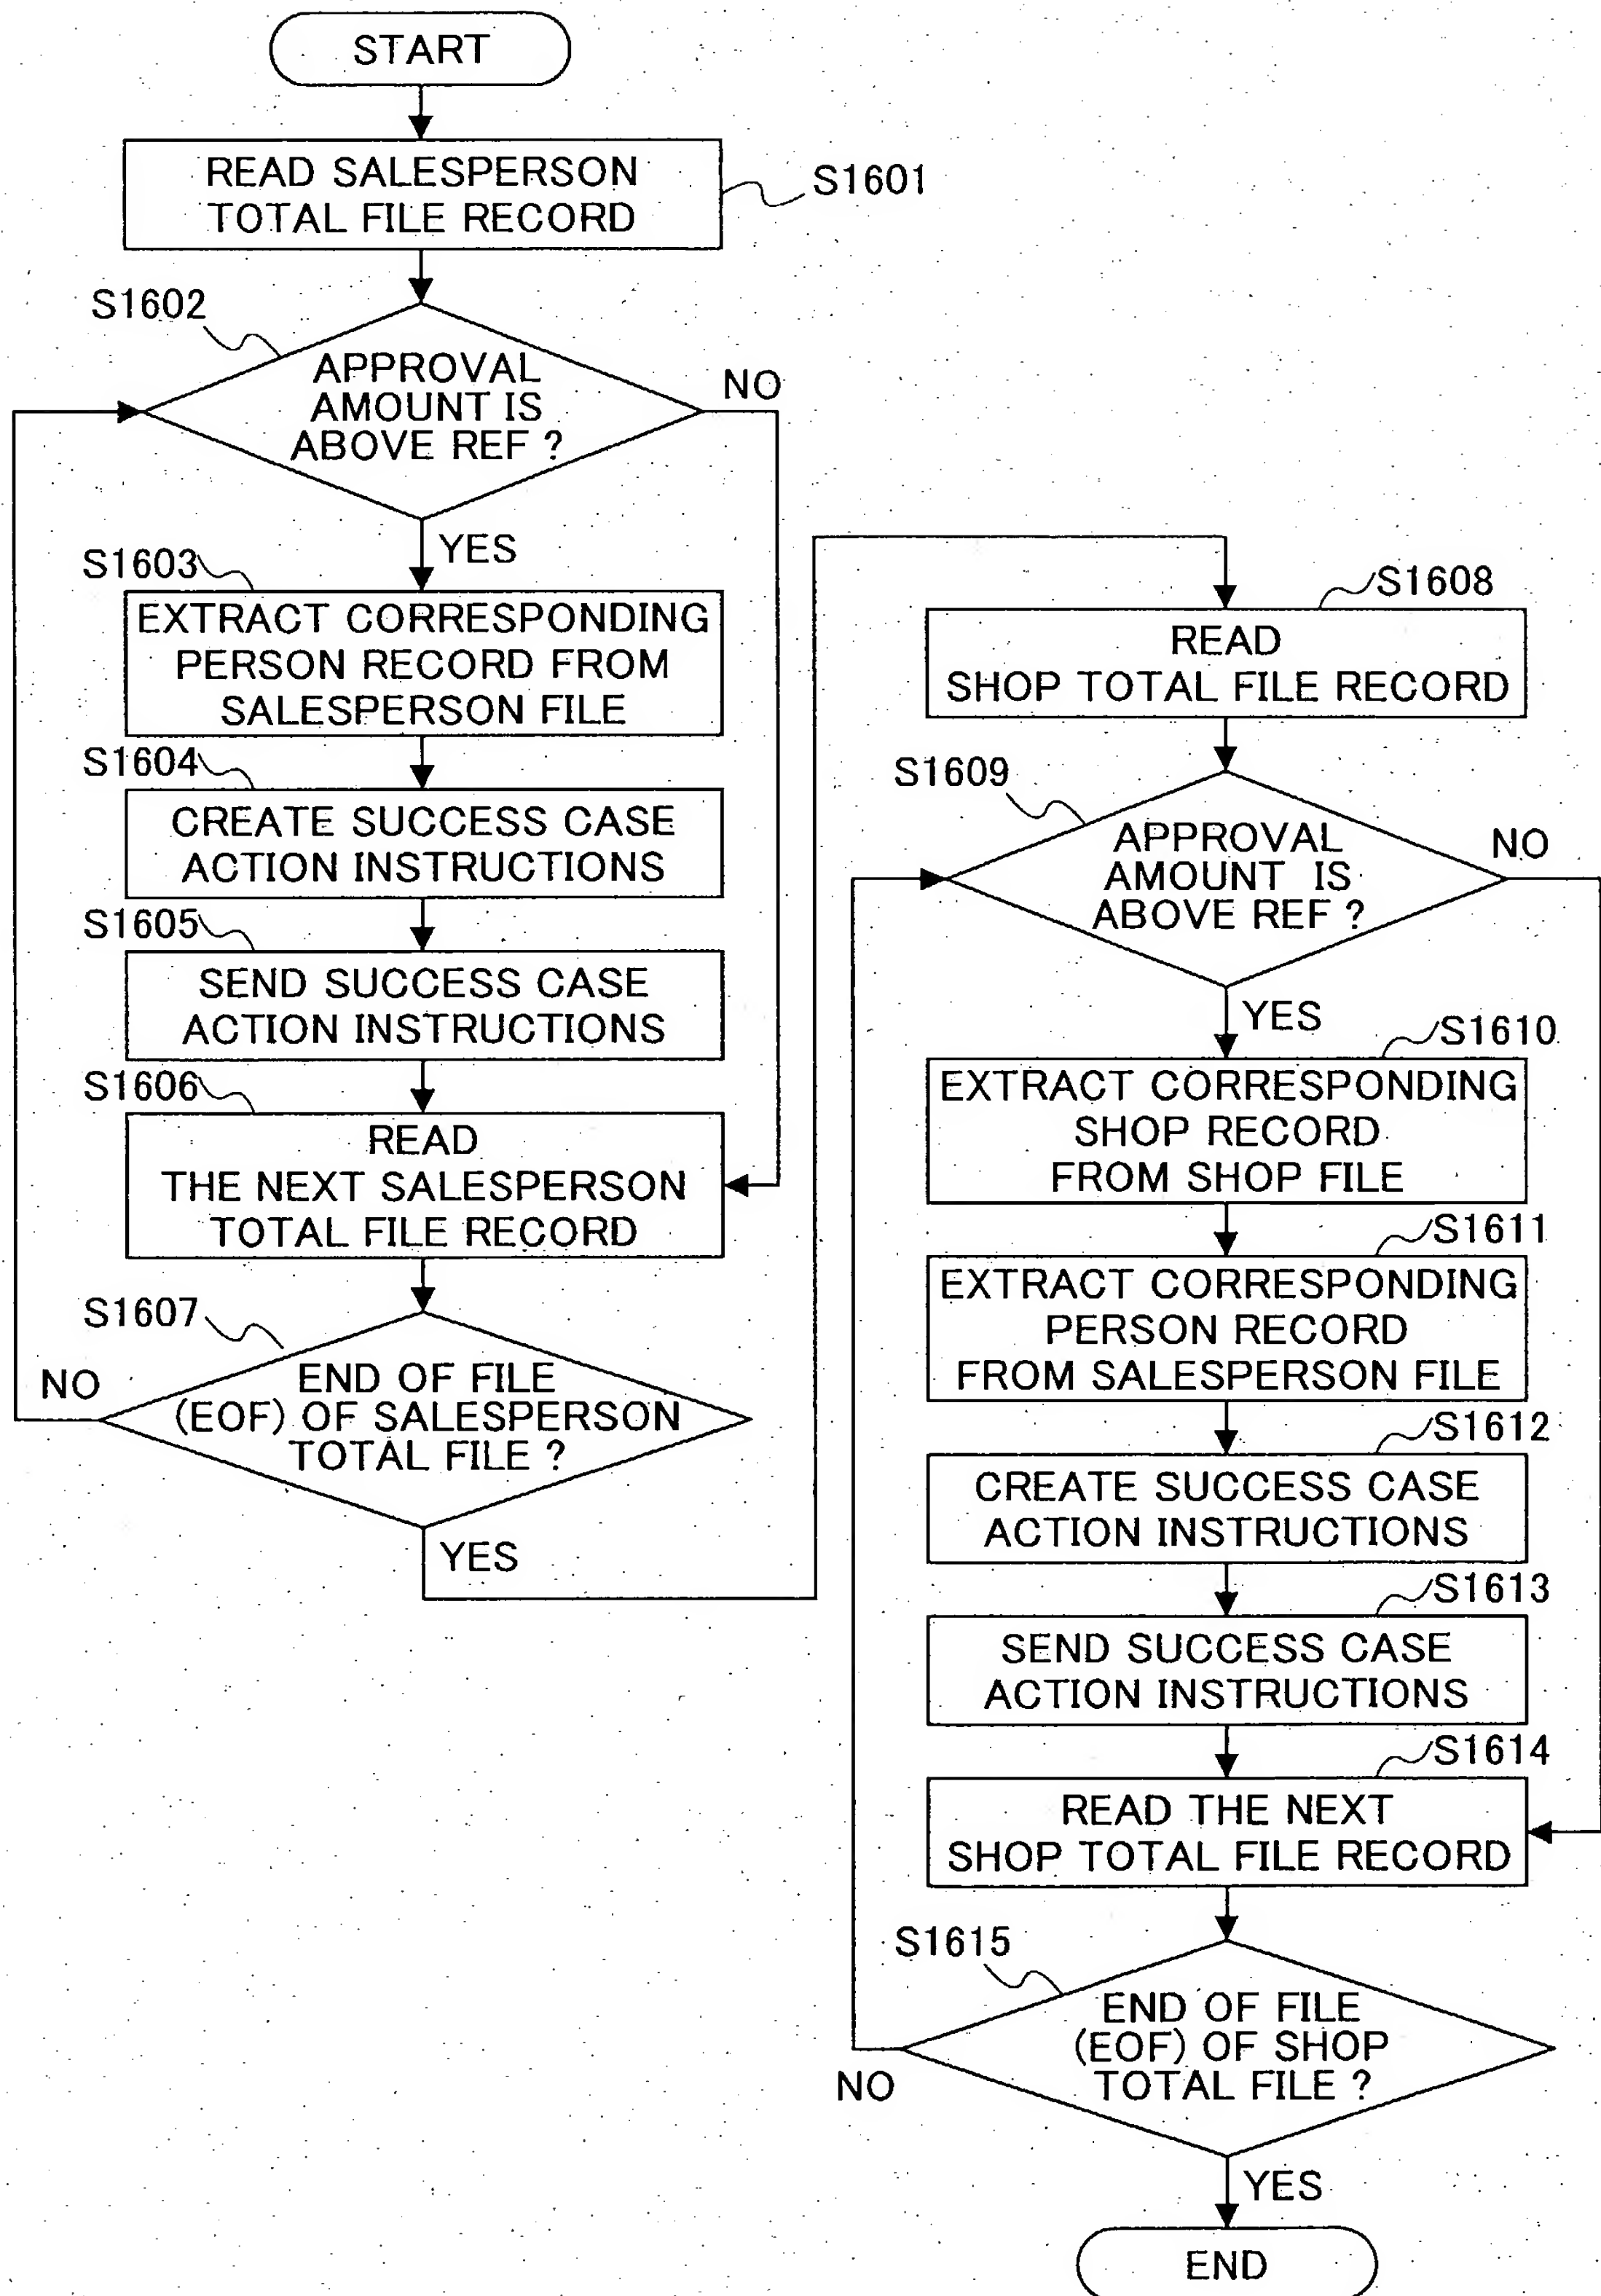 START
READ SALESPERSON
TOTAL FILE RECORD
S1601
S1602
APPROVAL
AMOUNT IS
ABOVE REF ?
NO
YES
S1603
EXTRACT CORRESPONDING
PERSON RECORD FROM
SALESPERSON FILE
S1604
CREATE SUCCESS CASE
ACTION INSTRUCTIONS
S1605
SEND SUCCESS CASE
ACTION INSTRUCTIONS
S1606
READ
THE NEXT SALESPERSON
TOTAL FILE RECORD
S1607
END OF FILE
(EOF) OF SALESPERSON
TOTAL FILE ?
NO
YES
S1608
READ
SHOP TOTAL FILE RECORD
S1609
APPROVAL
AMOUNT IS
ABOVE REF ?
NO
YES
S1610
EXTRACT CORRESPONDING
SHOP RECORD
FROM SHOP FILE
S1611
EXTRACT CORRESPONDING
PERSON RECORD
FROM SALESPERSON FILE
S1612
CREATE SUCCESS CASE
ACTION INSTRUCTIONS
S1613
SEND SUCCESS CASE
ACTION INSTRUCTIONS
S1614
READ THE NEXT
SHOP TOTAL FILE RECORD
S1615
END OF FILE
(EOF) OF SHOP
TOTAL FILE ?
NO
YES
END